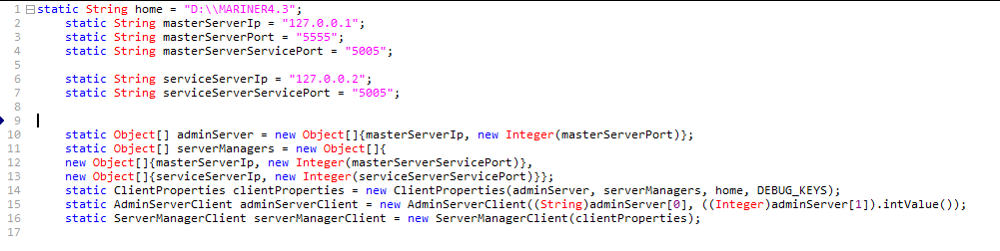 1 static String home = "D:\\MARINER4.3";
2 static String masterServerIp = "127.0.0.1";
3 static String masterServerPort = "5555";
4 static String masterServerServicePort = "5005";
5
6 static String serviceServerIp = "127.0.0.2";
7 static String serviceServerServicePort = "5005";
8
9
10 static Object[] adminServer = new Object[]{masterServerIp, new Integer(masterServerPort)};
11 static Object[] serverManagers = new Object[]{
12 new Object[]{masterServerIp, new Integer(masterServerServicePort)},
13 new Object[]{serviceServerIp, new Integer(serviceServerServicePort)}};
14 static ClientProperties clientProperties = new ClientProperties(adminServer, serverManagers, home, DEBUG_KEYS);
15 static AdminServerClient adminServerClient = new AdminServerClient((String)adminServer[0], ((Integer)adminServer[1]).intValue());
16 static ServerManagerClient serverManagerClient = new ServerManagerClient(clientProperties);
17